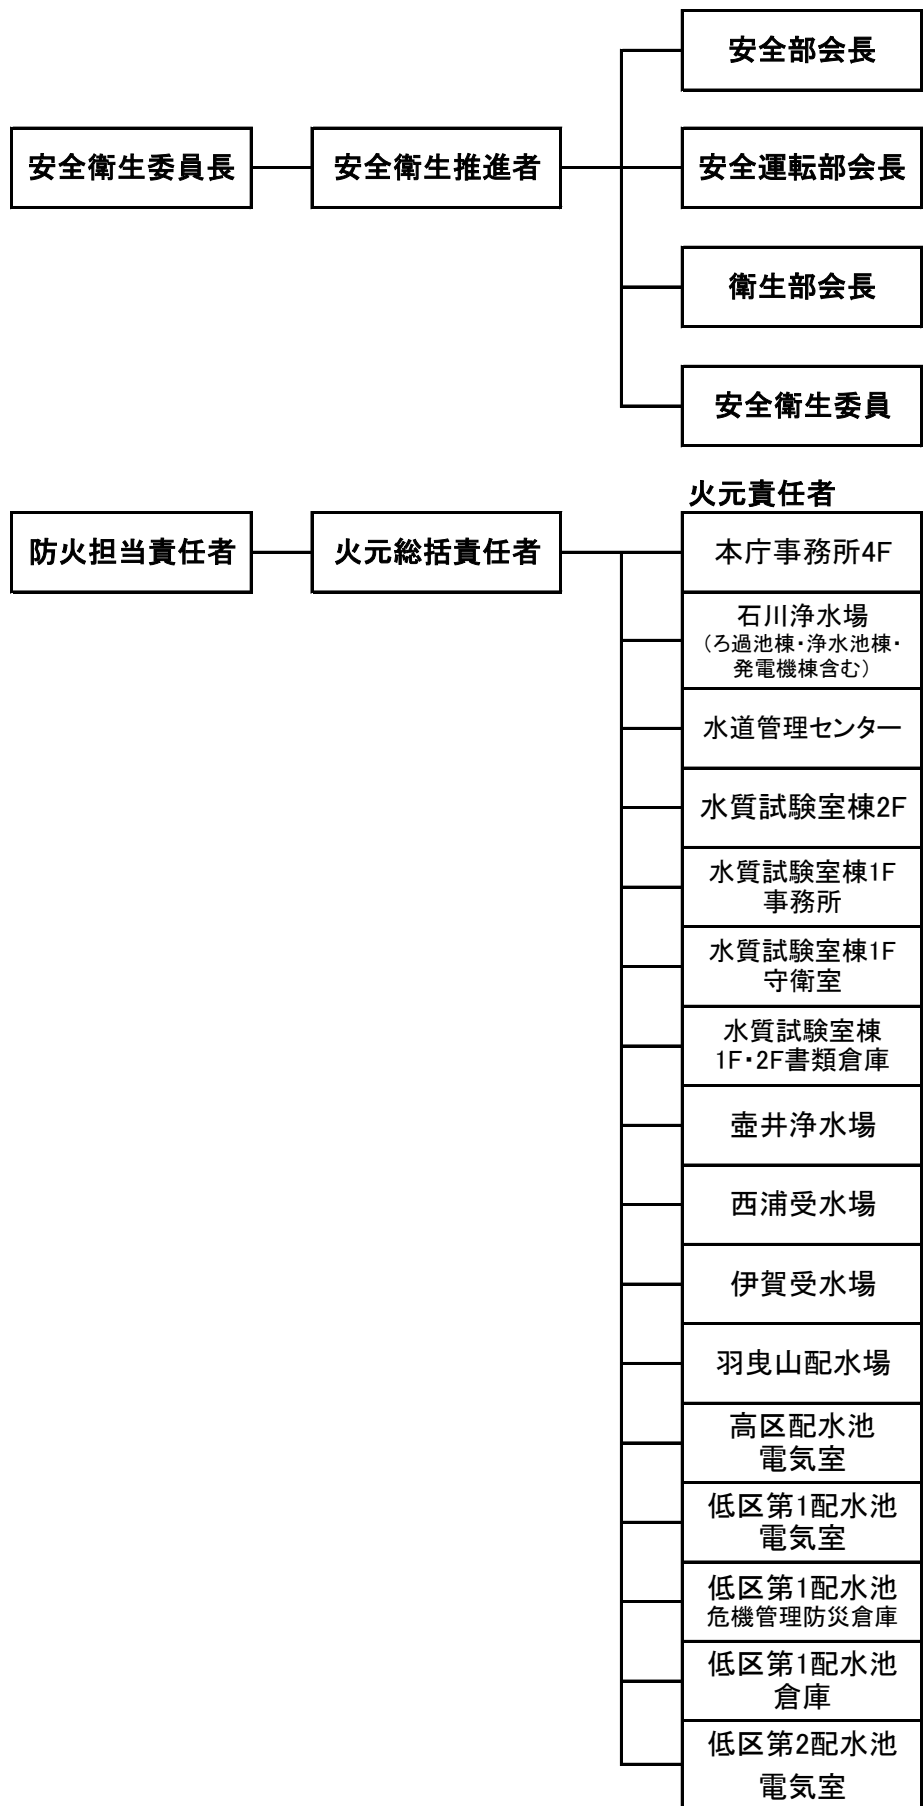 安全部会長
安全衛生委員長
安全衛生推進者
安全運転部会長
衛生部会長
安全衛生委員
火元責任者
防火担当責任者
火元総括責任者
本庁事務所4F
石川浄水場
(ろ過池棟・浄水池棟・
発電機棟含む)
水道管理センター
水質試験室棟2F
水質試験室棟1F
事務所
水質試験室棟1F
守衛室
水質試験室棟
1F・2F書類倉庫
壺井浄水場
西浦受水場
伊賀受水場
羽曳山配水場
高区配水池
電気室
低区第1配水池
電気室
低区第1配水池
危機管理防災倉庫
低区第1配水池
倉庫
低区第2配水池
電気室